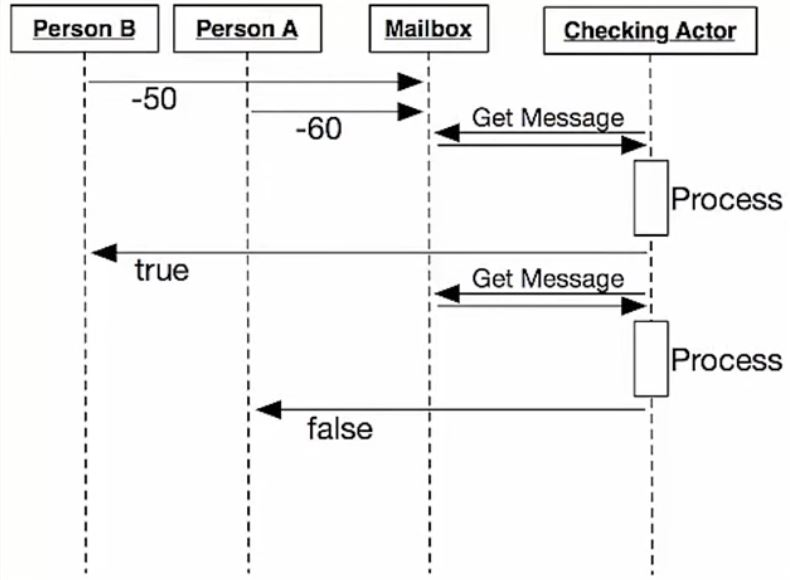 Person B
Person A
Mailbox
Checking Actor
-50
-60
Get Message
Process
true
Get Message
Process
false